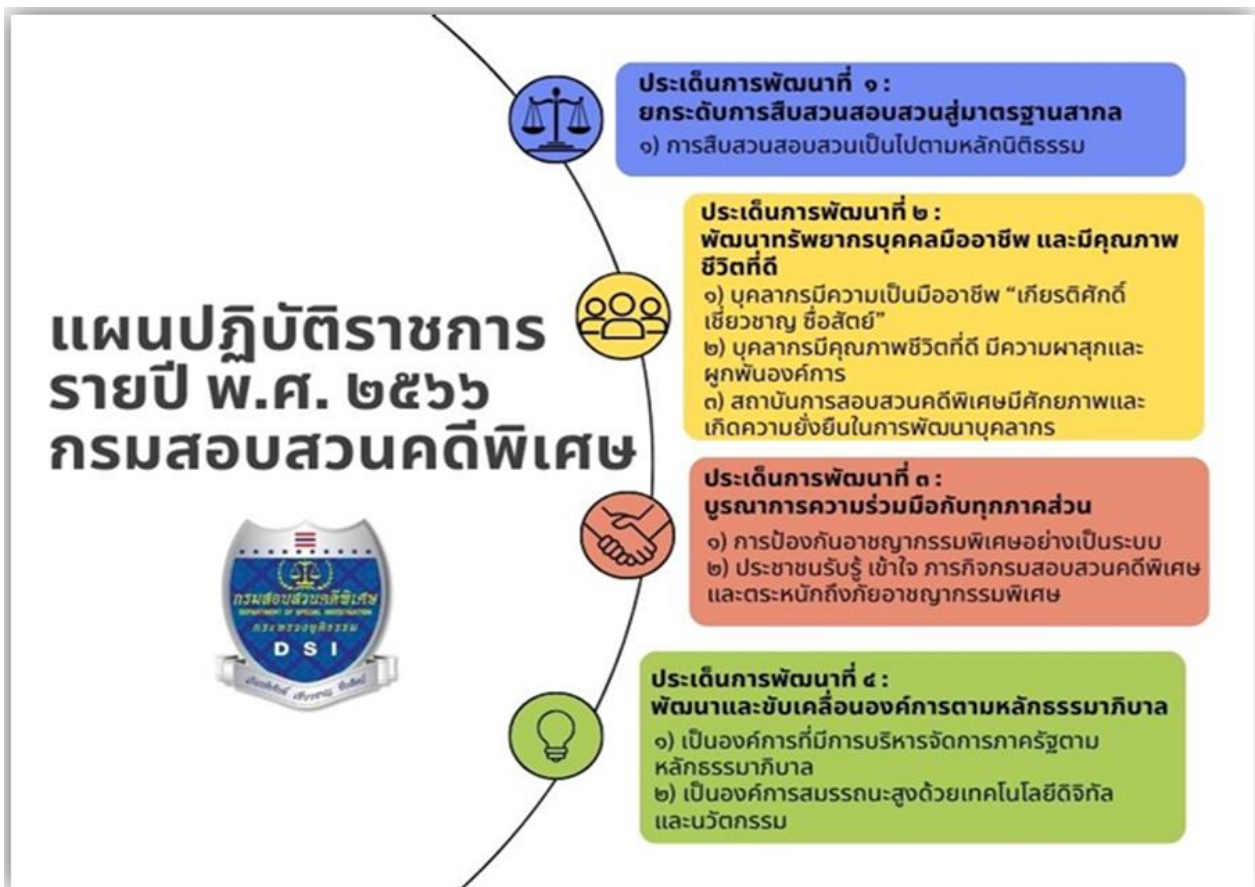 แผนปฏิบัติราชการ
รายปี พ.ศ. ๒๕๖๖
กรมสอบสวนคดีพิเศษ
กรมสอบสวนคดีพิเศษ
DEPARTMENT OF SPECIAL INVESTIGATION
กระทรวงยุติธรรม
DSI
เกียรติศักดิ์ เชี่ยวชาญ ซื่อสัตย์
ประเด็นการพัฒนาที่ ๑ :
ยกระดับการสืบสวนสอบสวนสู่มาตรฐานสากล
๑) การสืบสวนสอบสวนเป็นไปตามหลักนิติธรรม
ประเด็นการพัฒนาที่ ๒ :
พัฒนาทรัพยากรบุคคลมืออาชีพ และมีคุณภาพ
ชีวิตที่ดี
๑) บุคลากรมีความเป็นมืออาชีพ “เกียรติศักดิ์
เชี่ยวชาญ ซื่อสัตย์”
๒) บุคลากรมีคุณภาพชีวิตที่ดี มีความผาสุกและ
ผูกพันองค์การ
๓) สถาบันการสอบสวนคดีพิเศษมีศักยภาพและ
เกิดความยั่งยืนในการพัฒนาบุคลากร
ประเด็นการพัฒนาที่ ๓ :
บูรณาการความร่วมมือกับทุกภาคส่วน
๑) การป้องกันอาชญากรรมพิเศษอย่างเป็นระบบ
๒) ประชาชนรับรู้ เข้าใจ ภารกิจกรมสอบสวนคดีพิเศษ
และตระหนักถึงภัยอาชญากรรมพิเศษ
ประเด็นการพัฒนาที่ ๔ :
พัฒนาและขับเคลื่อนองค์การตามหลักธรรมาภิบาล
๑) เป็นองค์การที่มีการบริหารจัดการภาครัฐตาม
หลักธรรมาภิบาล
๒) เป็นองค์การสมรรถนะสูงด้วยเทคโนโลยีดิจิทัล
และนวัตกรรม